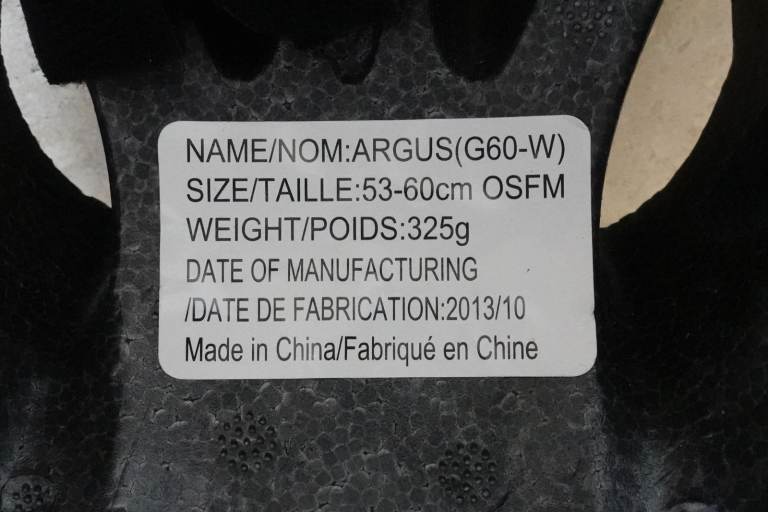 NAME/NOM:ARGUS(G60-W)
SIZE/TAILLE:53-60cm OSFM
WEIGHT/POIDS:325g
DATE OF MANUFACTURING
/DATE DE FABRICATION:2013/10
Made in China/Fabriqué en Chine